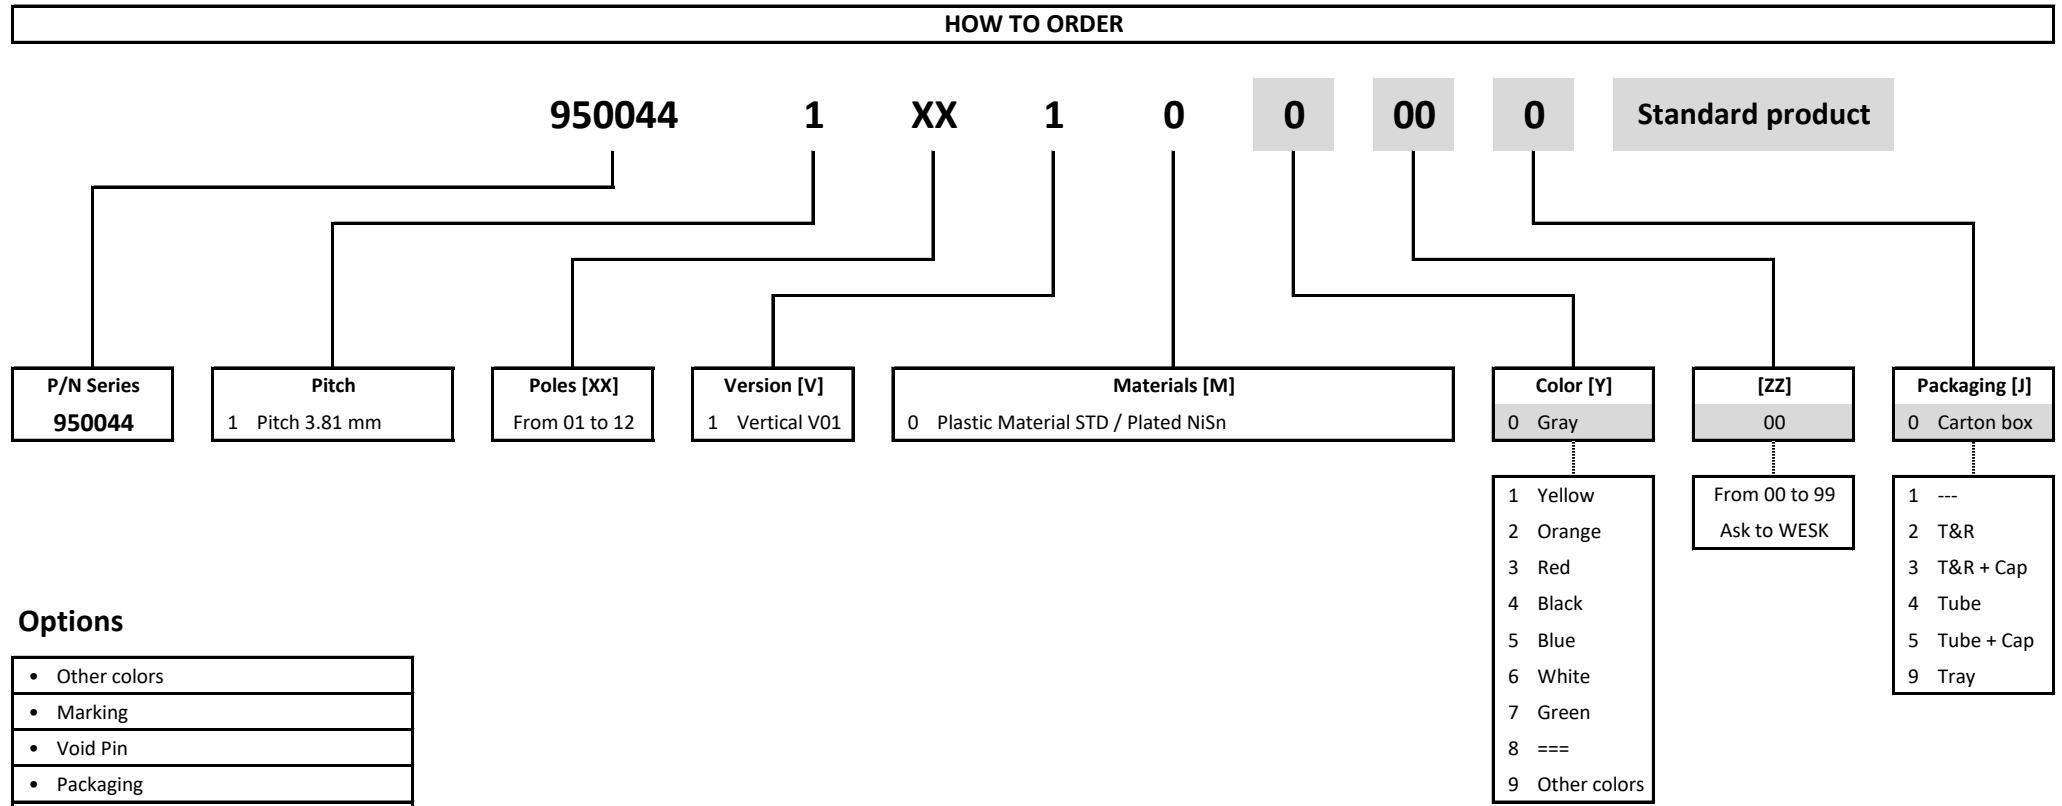 HOW TO ORDER
950044 1 XX 1 0 0 00 0 Standard product
P/N Series Pitch Poles [XX] Version [V] Materials [M] Color [Y] [ZZ] Packaging [J]
950044 1 Pitch 3.81 mm From 01 to 12 1 Vertical V01 0 Plastic Material STD / Plated NiSn 0 Gray 00 0 Carton box
1 Yellow From 00 to 99 1 ---
2 Orange Ask to WESK 2 T&R
3 Red 3 T&R + Cap
4 Black 4 Tube
5 Blue 5 Tube + Cap
6 White 9 Tray
7 Green
8 ===
9 Other colors
Options
• Other colors
• Marking
• Void Pin
• Packaging